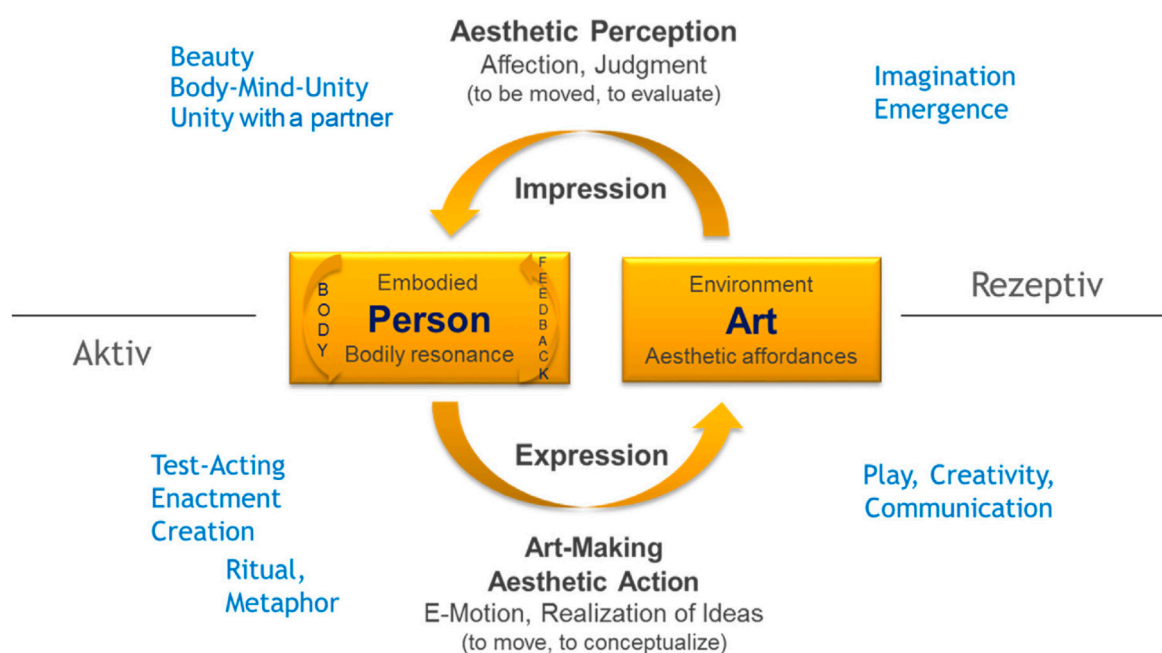 Aesthetic Perception
Affection, Judgment
(to be moved, to evaluate)
Beauty
Body-Mind-Unity
Unity with a partner
Imagination
Emergence
Impression
BODY
Embodied
Person
Bodily resonance
FEEDBACK
Environment
Art
Aesthetic affordances
Rezeptiv
Aktiv
Expression
Test-Acting
Enactment
Creation
Ritual,
Metaphor
Play, Creativity,
Communication
Art-Making
Aesthetic Action
E-Motion, Realization of Ideas
(to move, to conceptualize)